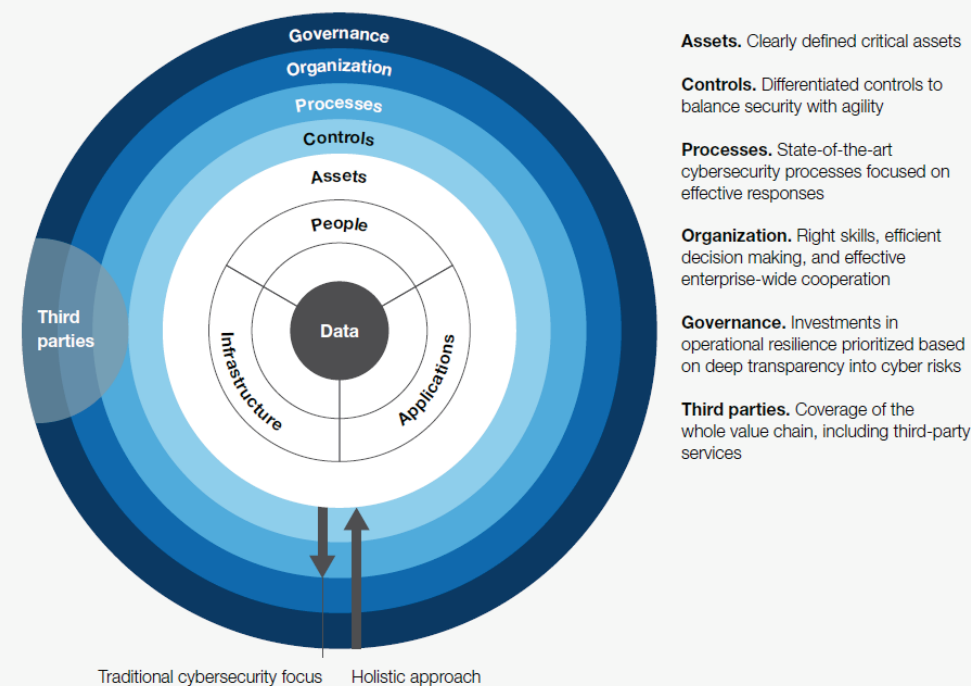 Governance
Organization
Processes
Controls
Assets
People
Third
parties
Data
Infrastructure
Applications
Traditional cybersecurity focus
Holistic approach
Assets. Clearly defined critical assets
Controls. Differentiated controls to
balance security with agility
Processes. State-of-the-art
cybersecurity processes focused on
effective responses
Organization. Right skills, efficient
decision making, and effective
enterprise-wide cooperation
Governance. Investments in
operational resilience prioritized based
on deep transparency into cyber risks
Third parties. Coverage of the
whole value chain, including third-party
services